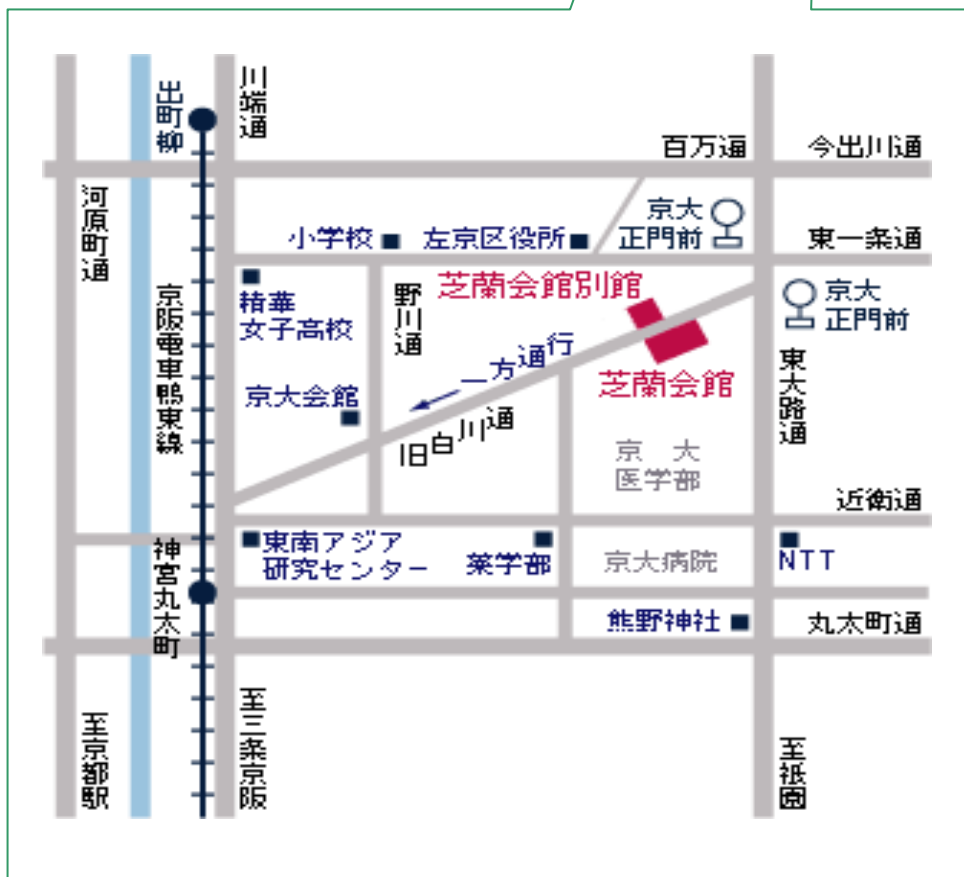 出町柳
川端通
百万遍
今出川通
河原町通
小学校
左京区役所
京大
正門前
東一条通
精華
女子高校
野川通
芝蘭会館別館
京大
正門前
京阪電車鴨東線
一方通行
京大会館
芝蘭会館
東大路通
旧白川通
京 大
医学部
近衛通
神宮丸太町
東南アジア
研究センター
薬学部
京大病院
NTT
熊野神社
丸太町通
至京都駅
至三条京阪
至祇園